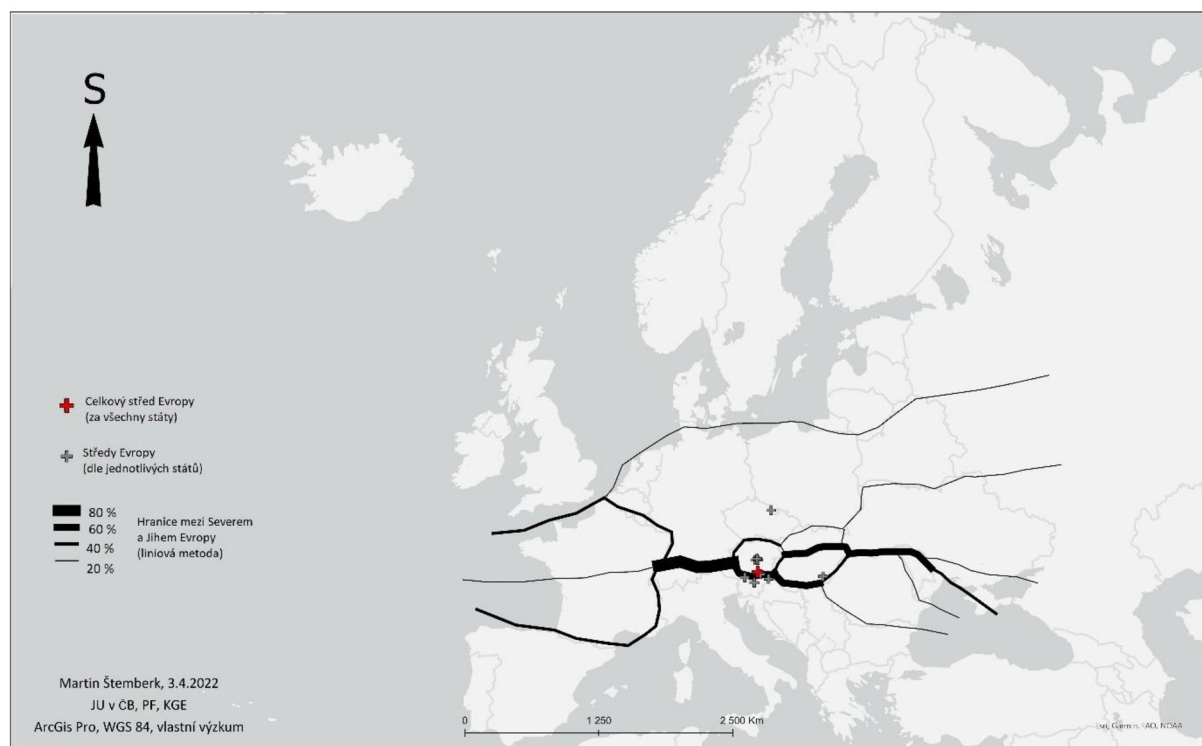 S
Celkový střed Evropy
(za všechny státy)
Středy Evropy
(dle jednotlivých států)
80 %
60 %
40 %
20 %
Hranice mezi Severem
a Jihem Evropy
(liniová metoda)
Martin Štemberk, 3.4.2022
JU v ČB, PF, KGE
ArcGis Pro, WGS 84, vlastní výzkum
0 1 250 2 500 Km
Esri, Garmin, FAO, NOAA